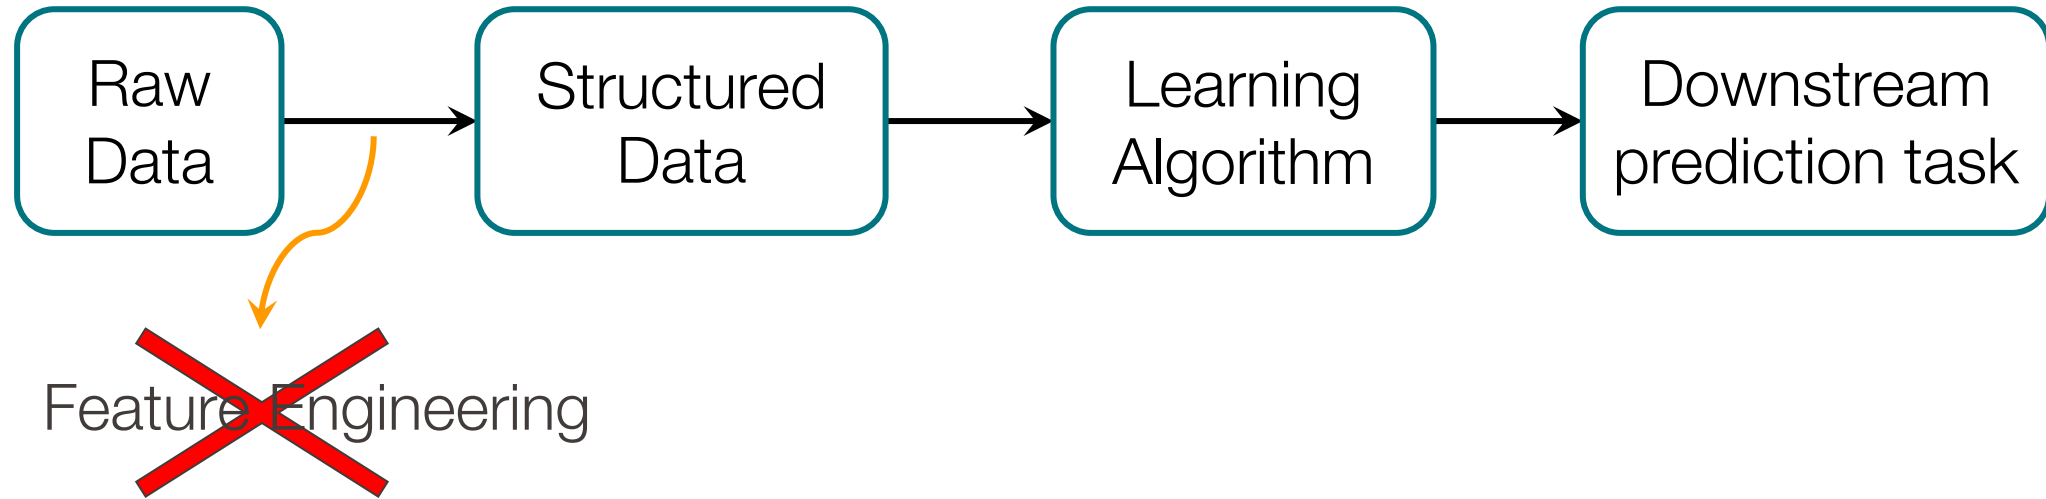 Raw
Data
Structured
Data
Learning
Algorithm
Downstream
prediction task
Feature Engineering